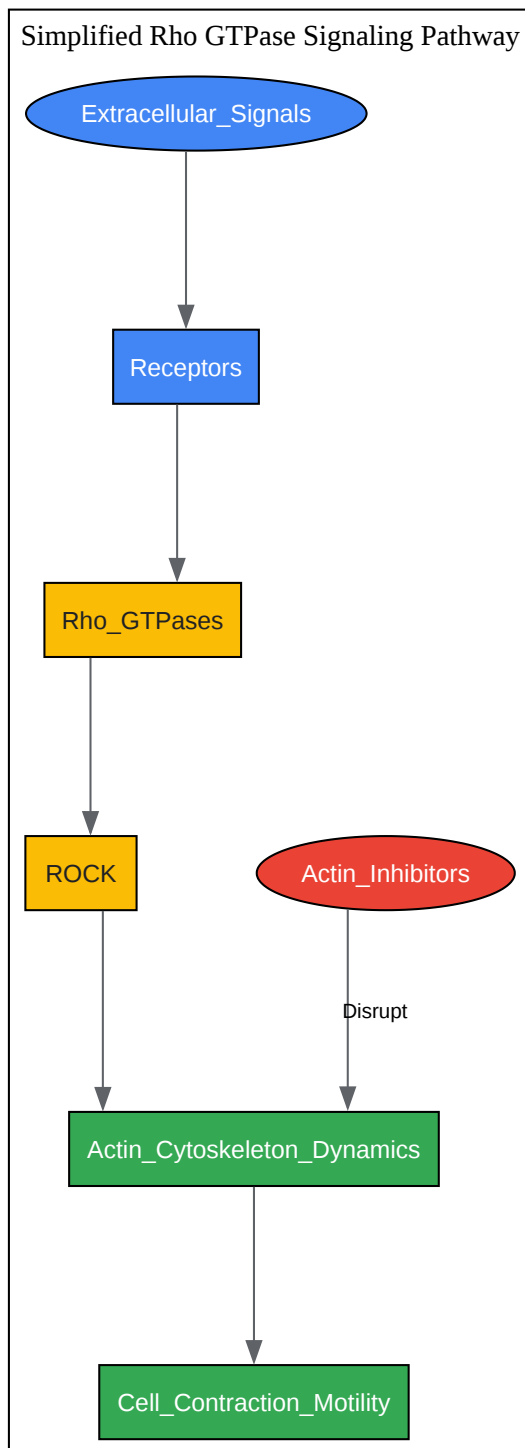 Simplified Rho GTPase Signaling Pathway
Extracellular_Signals
Receptors
Rho_GTPases
ROCK
Actin_Inhibitors
Disrupt
Actin_Cytoskeleton_Dynamics
Cell_Contraction_Motility